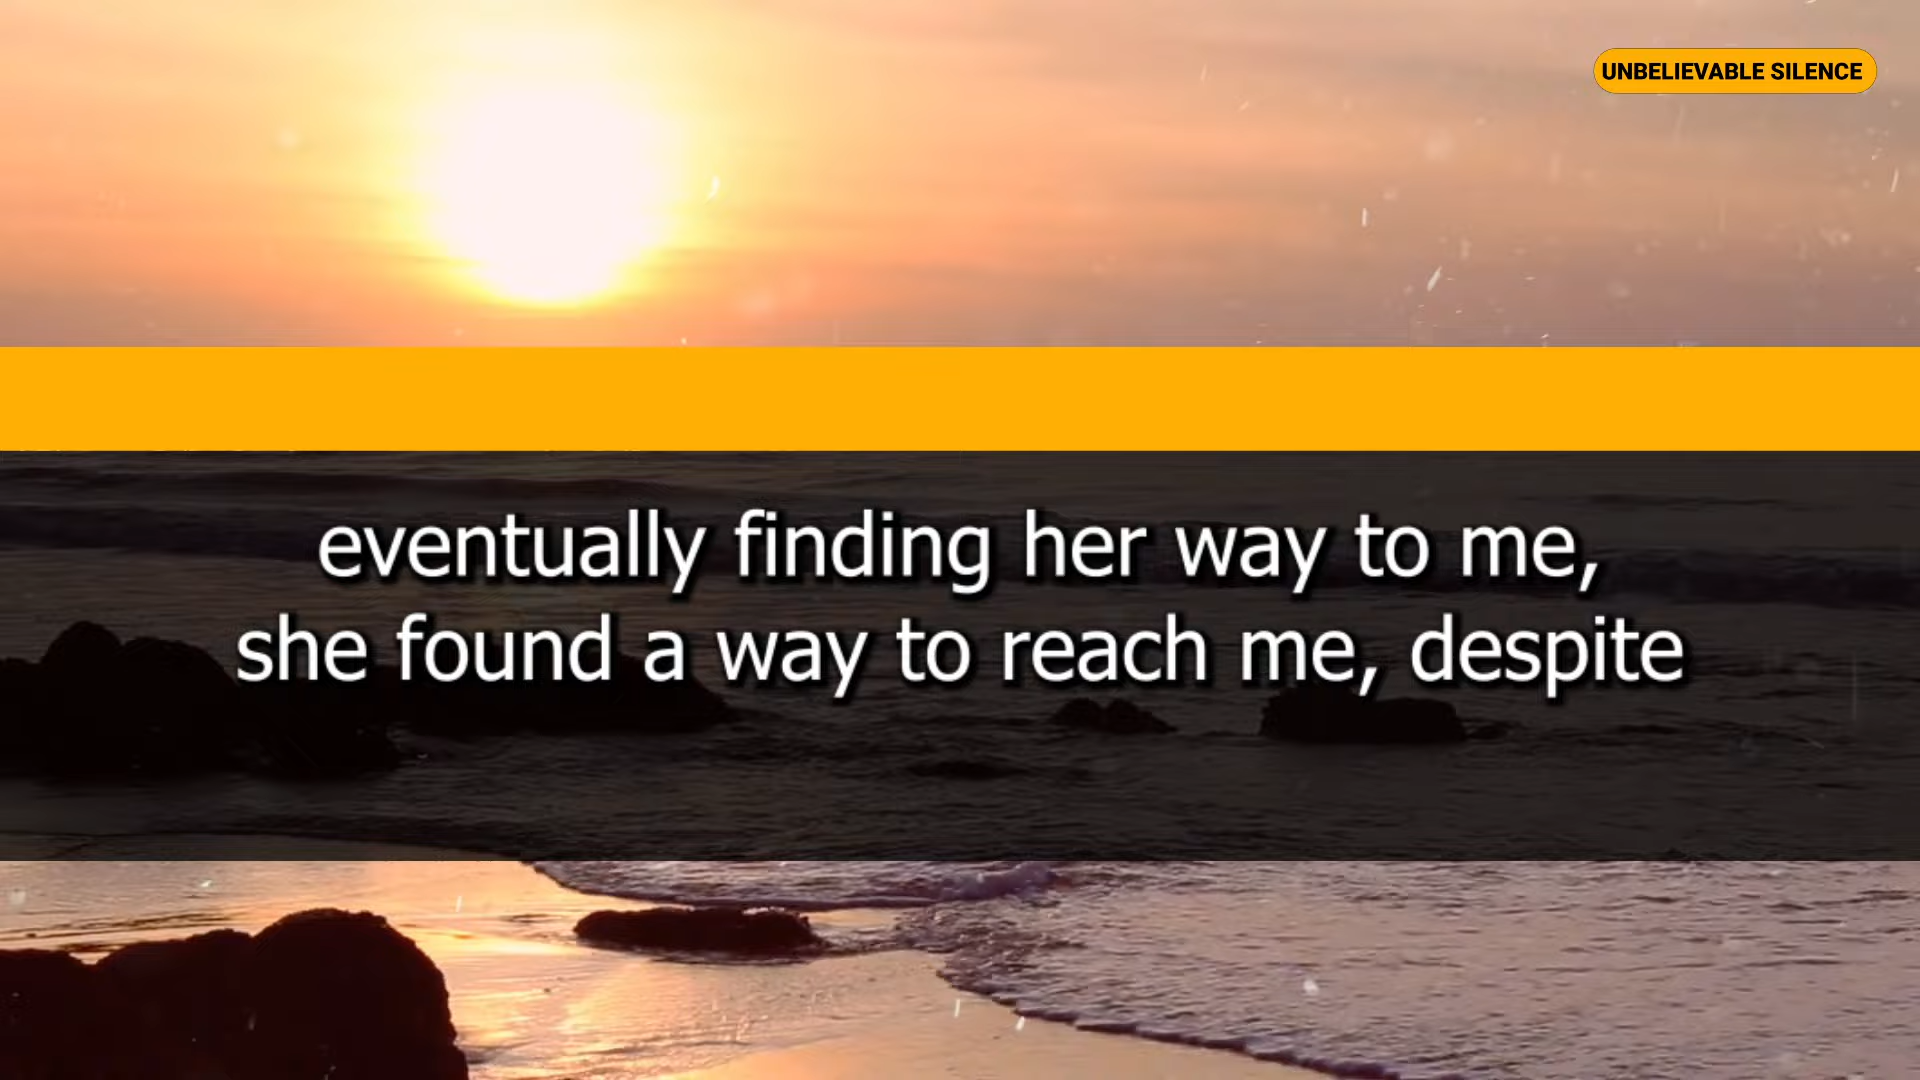 UNBELIEVABLE SILENCE
eventually finding her way to me,
she found a way to reach me, despite